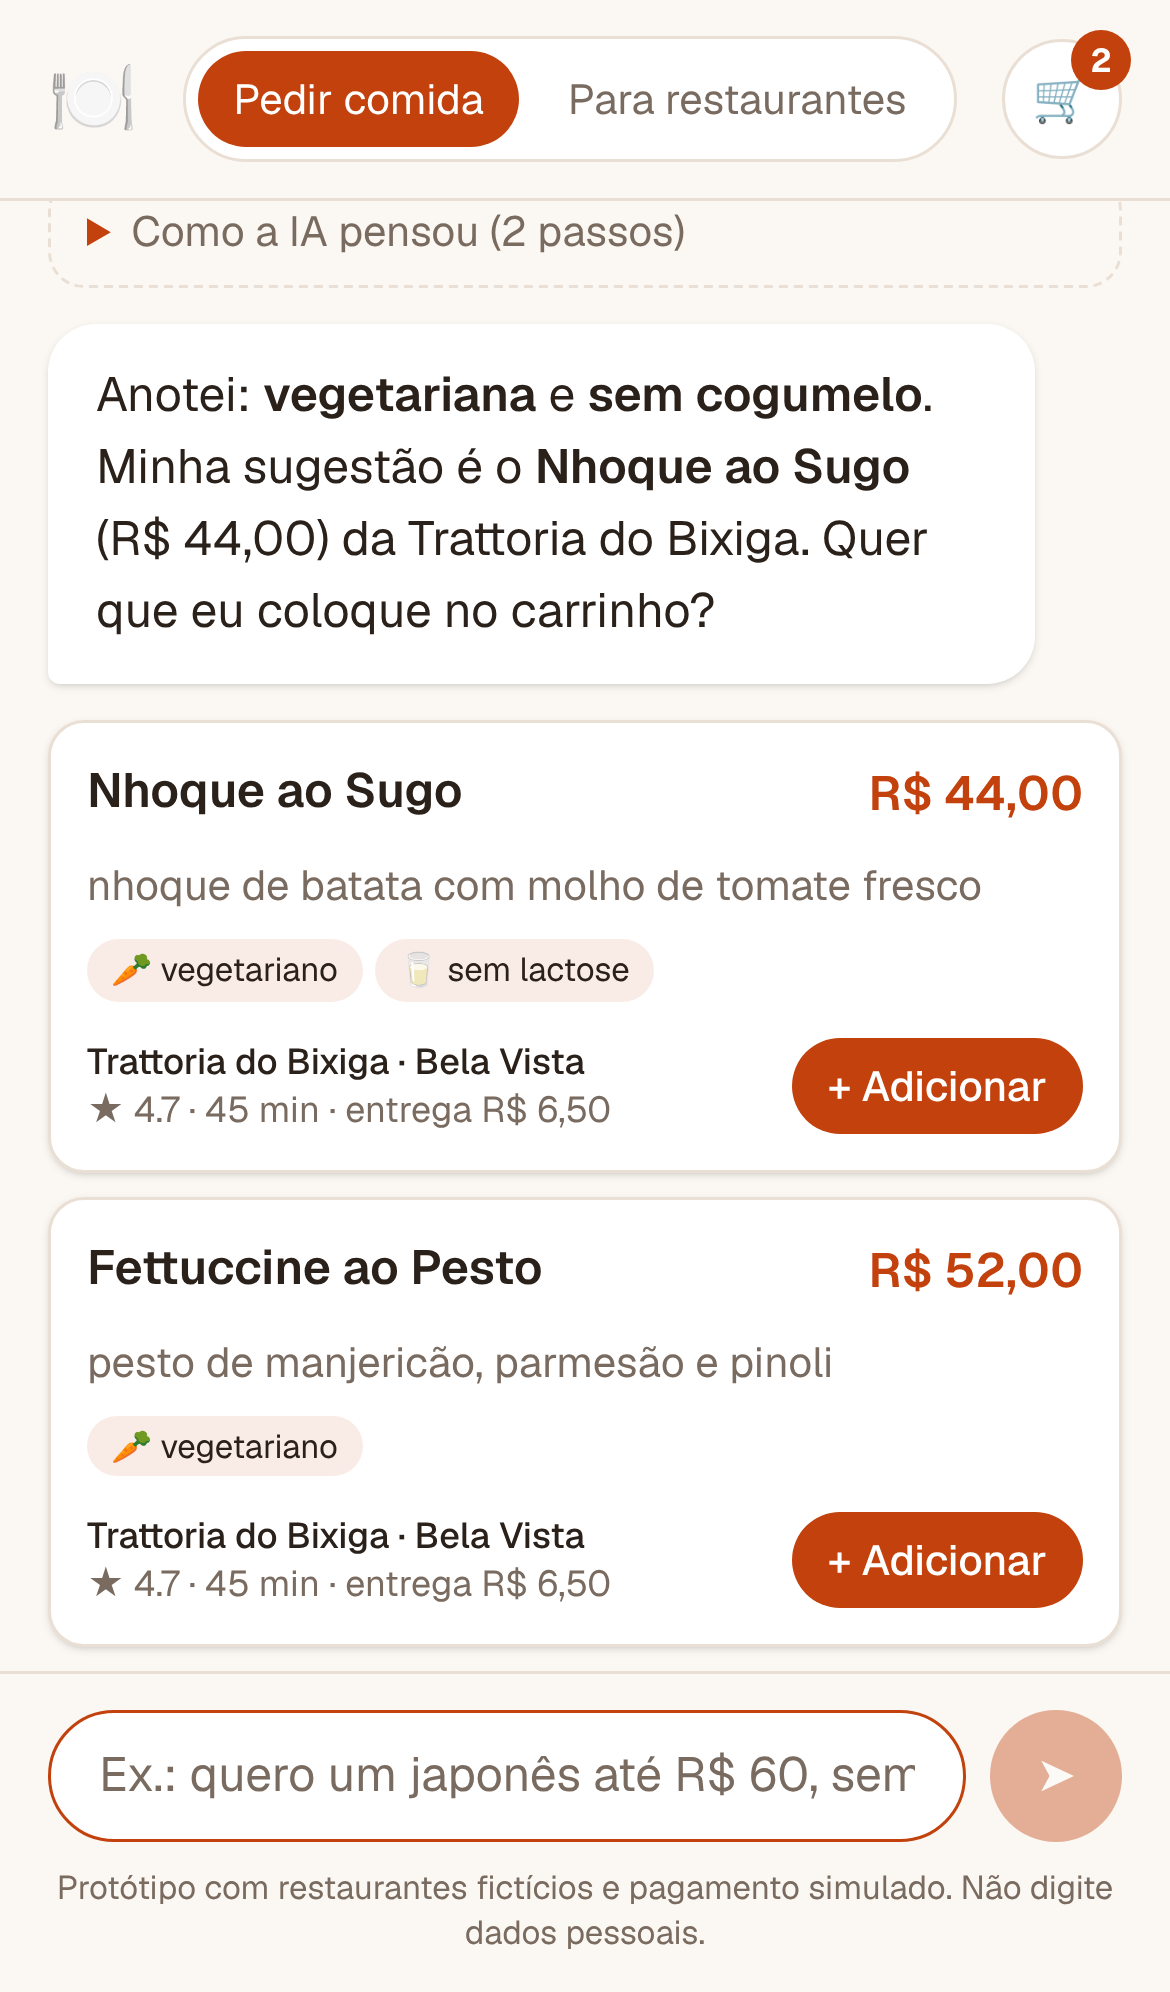 Pedir comida
Para restaurantes
2
Como a IA pensou (2 passos)
Anotei: vegetariana e sem cogumelo.
Minha sugestão é o Nhoque ao Sugo
(R$ 44,00) da Trattoria do Bixiga. Quer
que eu coloque no carrinho?
Nhoque ao Sugo
R$ 44,00
nhoque de batata com molho de tomate fresco
vegetariano
sem lactose
Trattoria do Bixiga · Bela Vista
★ 4.7 · 45 min · entrega R$ 6,50
+ Adicionar
Fettuccine ao Pesto
R$ 52,00
pesto de manjericão, parmesão e pinoli
vegetariano
Trattoria do Bixiga · Bela Vista
★ 4.7 · 45 min · entrega R$ 6,50
+ Adicionar
Ex.: quero um japonês até R$ 60, sem
Protótipo com restaurantes fictícios e pagamento simulado. Não digite
dados pessoais.